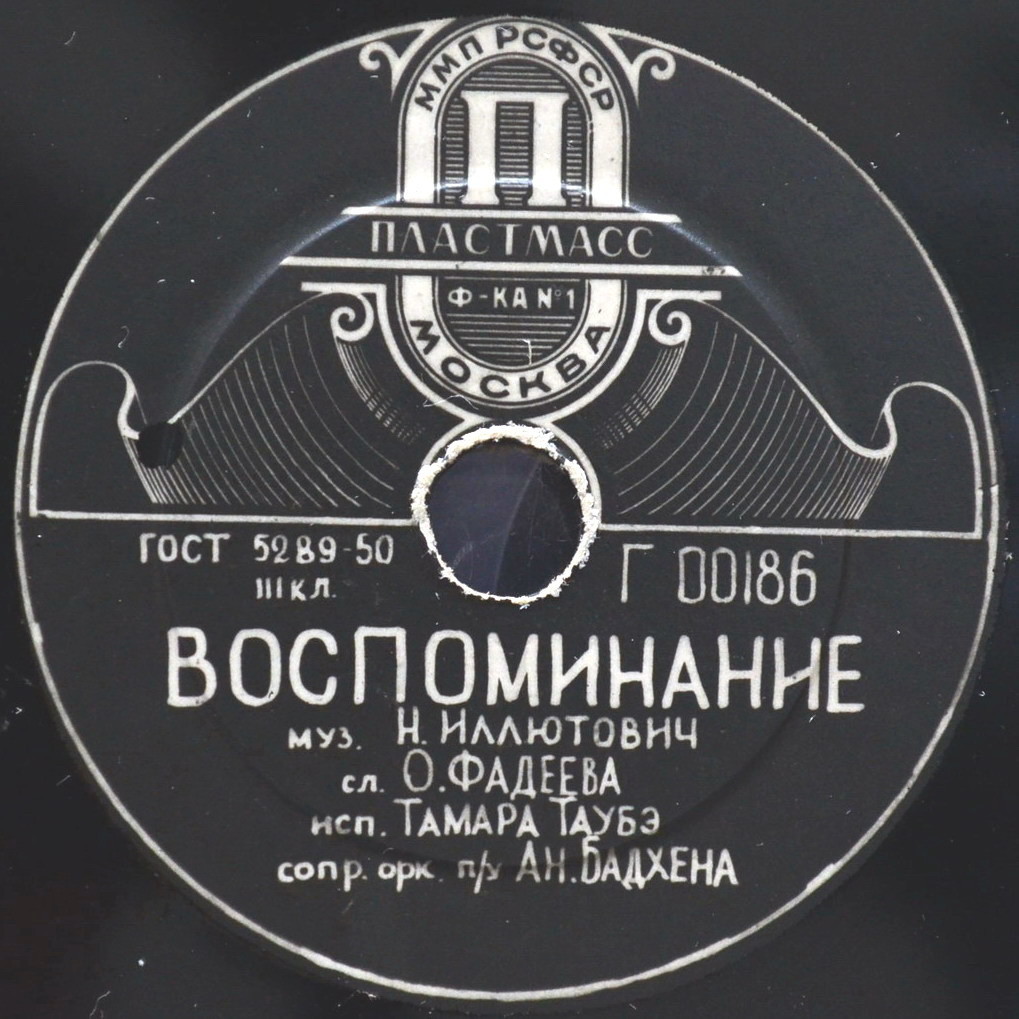 ММП РСФСР
П
ПЛАСТМАСС
Ф-КА №1
МОСКВА
ГОСТ 5289-50
III КЛ.
Г 00186
ВОСПОМИНАНИЕ
муз. Н. ИЛЛЮТОВИЧ
сл. О. ФАДЕЕВА
исп. ТАМАРА ТАУБЭ
сопр. орк. п/у АН. БАДХЕНА